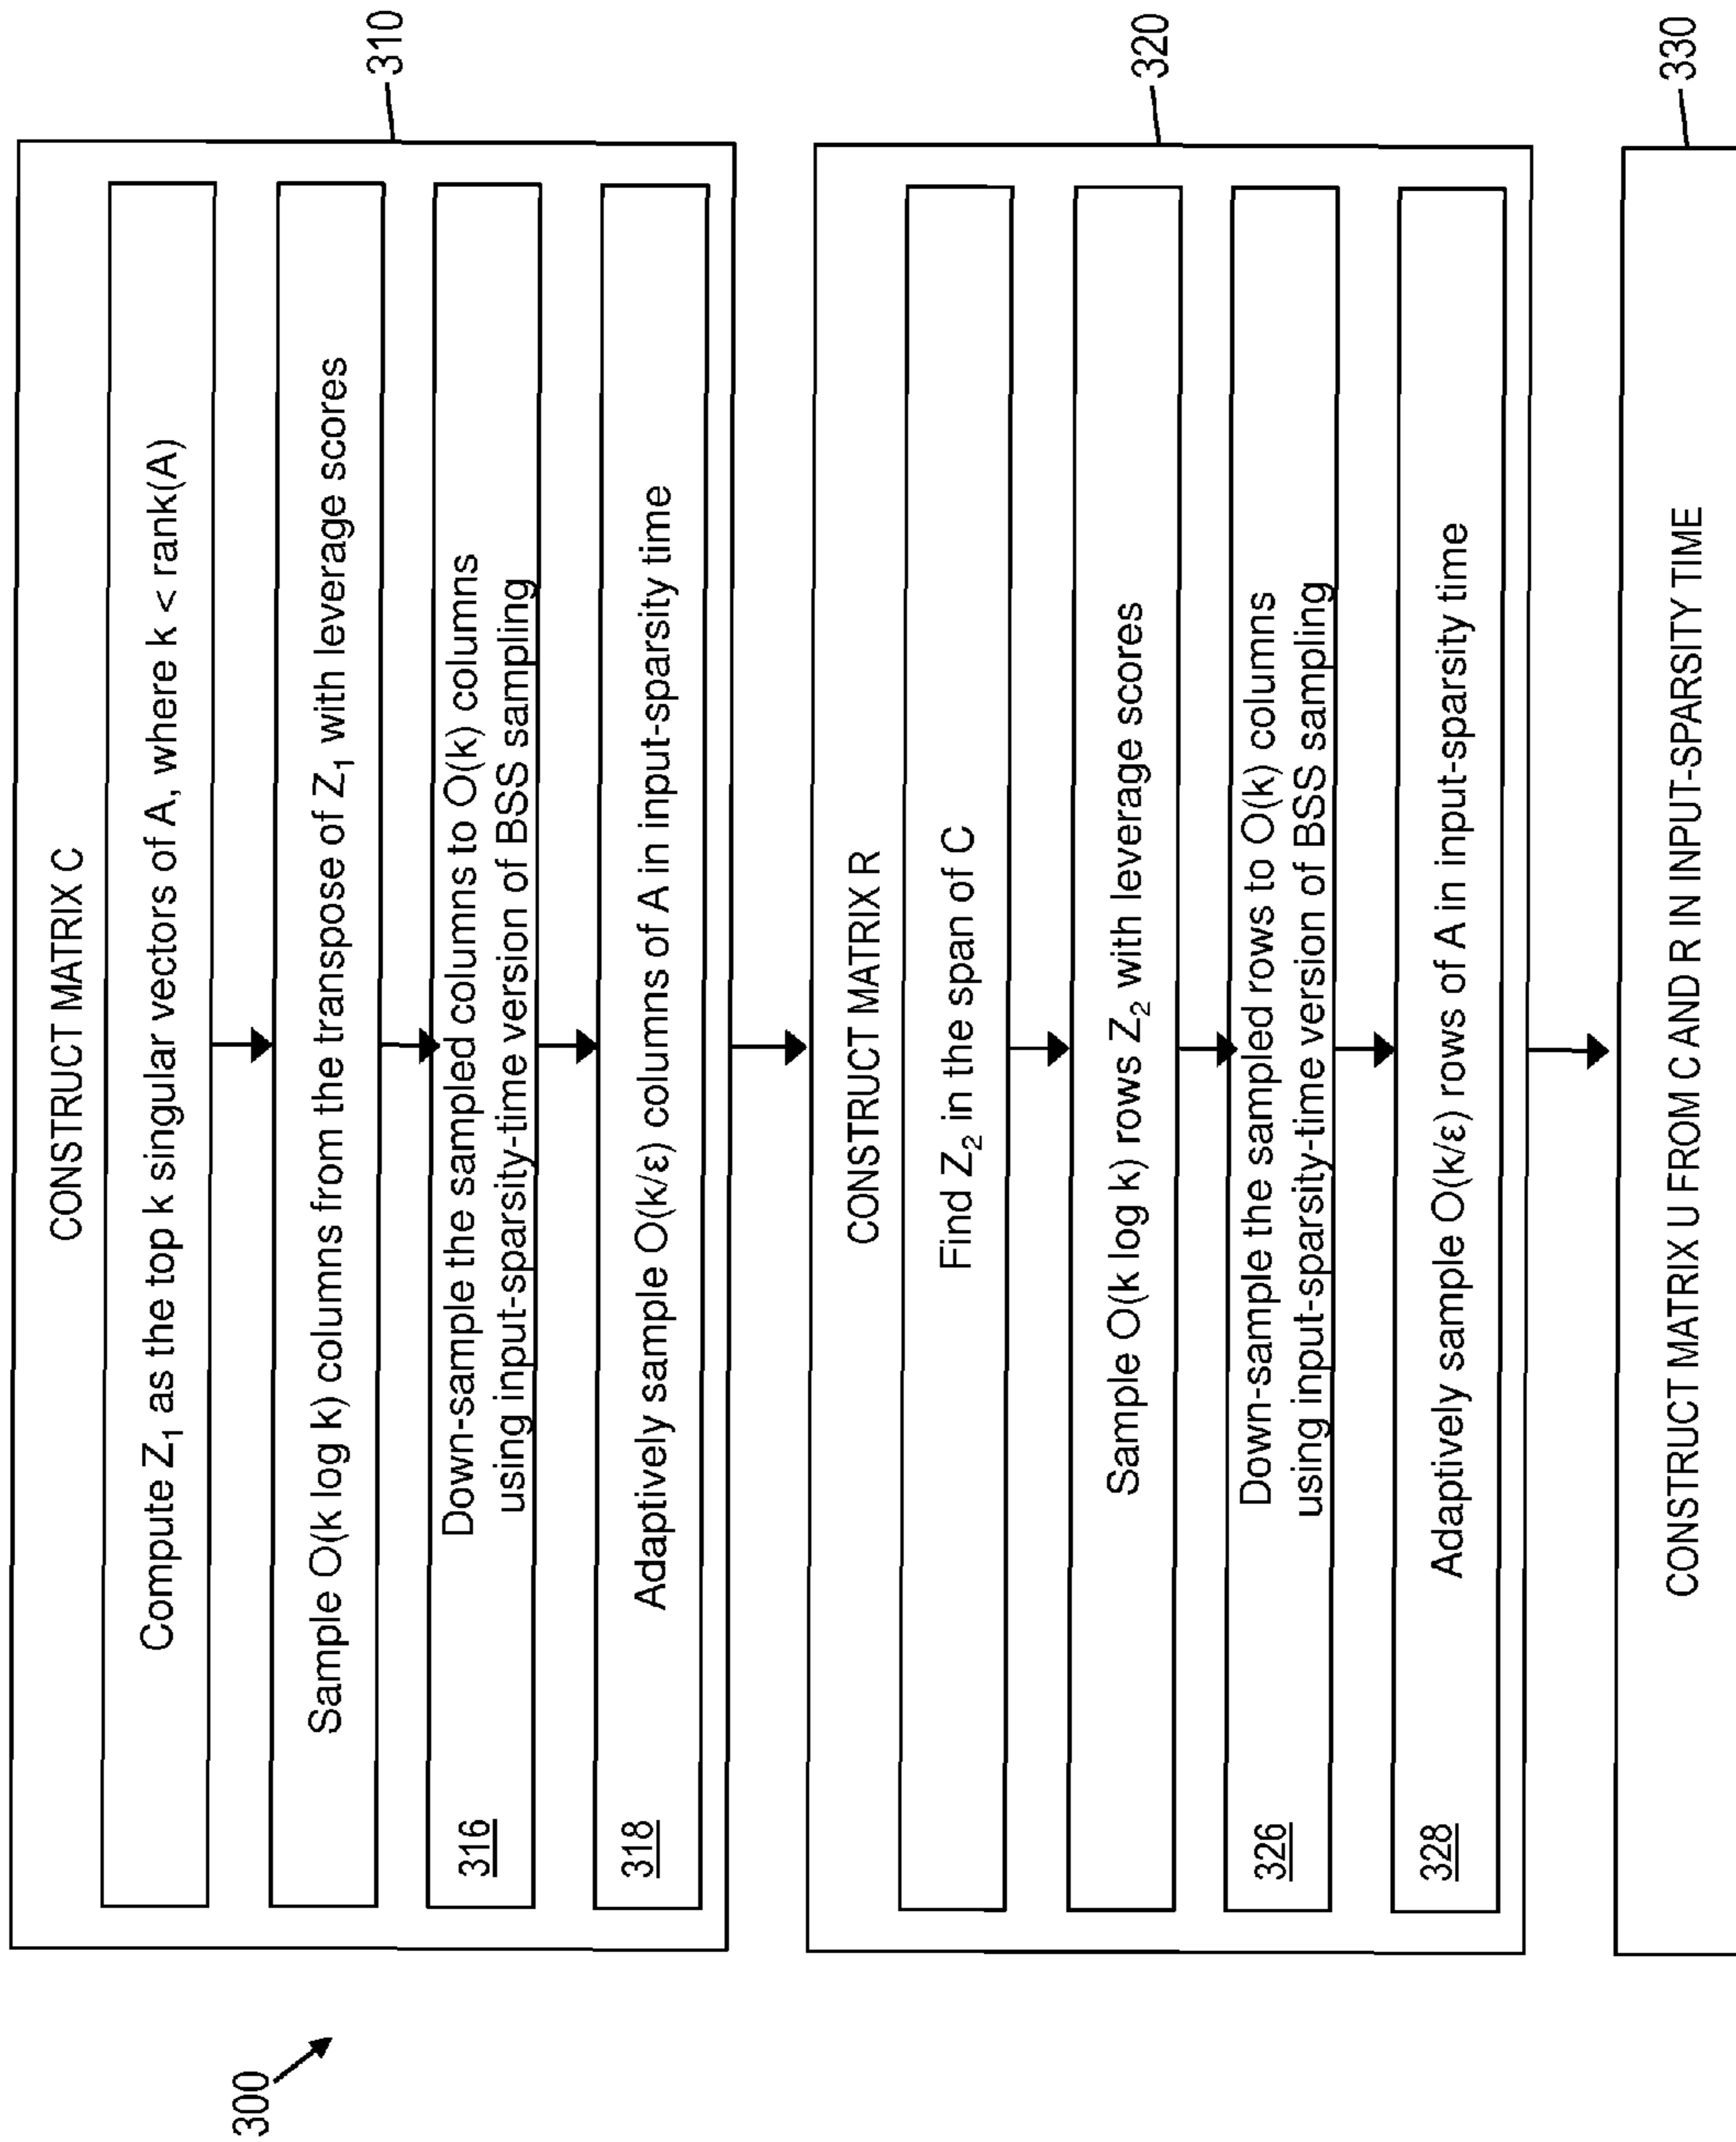 300
310
CONSTRUCT MATRIX C
Compute Z₁ as the top k singular vectors of A, where k < rank(A)
Sample O(k log k) columns from the transpose of Z₁ with leverage scores
316
Down-sample the sampled columns to O(k) columns
using input-sparsity-time version of BSS sampling
318
Adaptively sample O(k/ε) columns of A in input-sparsity time
320
CONSTRUCT MATRIX R
Find Z₂ in the span of C
Sample O(k log k) rows Z₂ with leverage scores
326
Down-sample the sampled rows to O(k) columns
using input-sparsity-time version of BSS sampling
328
Adaptively sample O(k/ε) rows of A in input-sparsity time
330
CONSTRUCT MATRIX U FROM C AND R IN INPUT-SPARSITY TIME